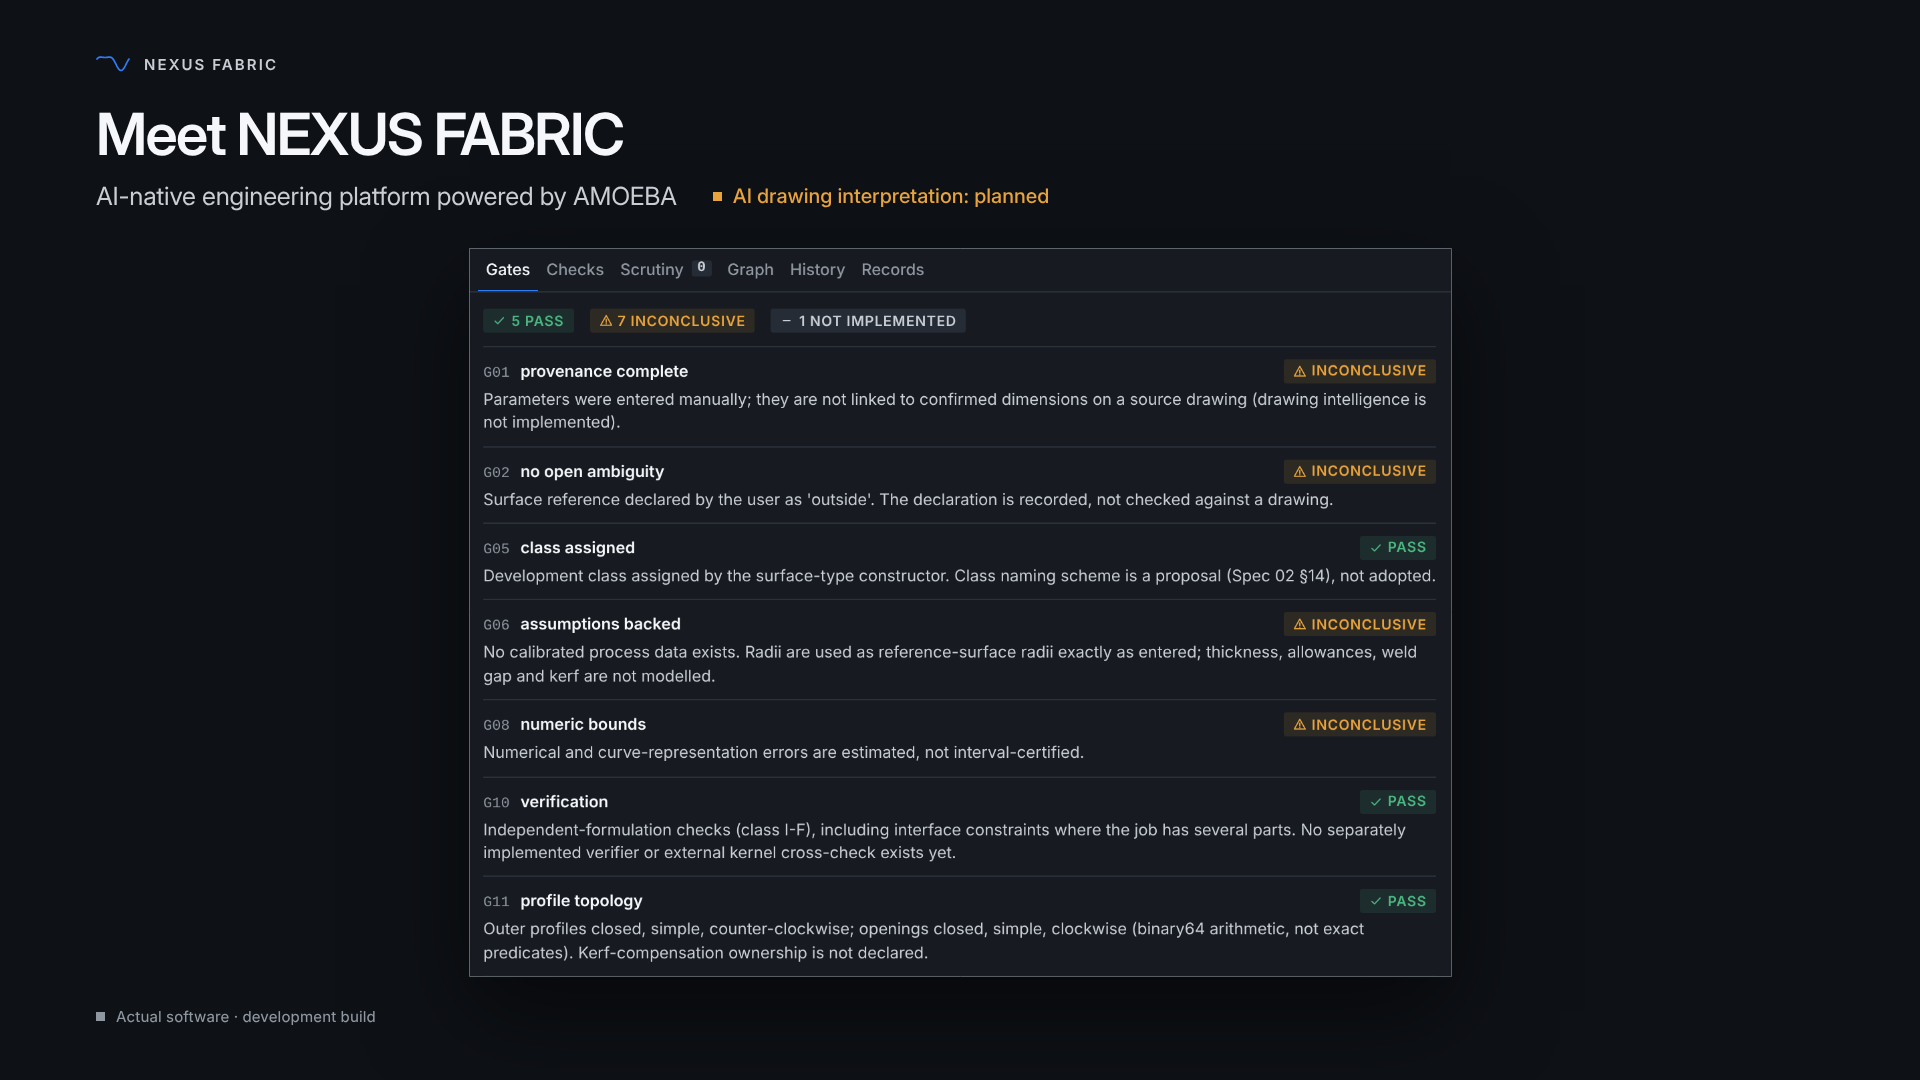 NEXUS FABRIC
Meet NEXUS FABRIC
AI-native engineering platform powered by AMOEBA
AI drawing interpretation: planned
Gates Checks Scrutiny 0 Graph History Records
5 PASS 7 INCONCLUSIVE 1 NOT IMPLEMENTED
G01 provenance complete INCONCLUSIVE
Parameters were entered manually; they are not linked to confirmed dimensions on a source drawing (drawing intelligence is
not implemented).
G02 no open ambiguity INCONCLUSIVE
Surface reference declared by the user as 'outside'. The declaration is recorded, not checked against a drawing.
G05 class assigned PASS
Development class assigned by the surface-type constructor. Class naming scheme is a proposal (Spec 02 §14), not adopted.
G06 assumptions backed INCONCLUSIVE
No calibrated process data exists. Radii are used as reference-surface radii exactly as entered; thickness, allowances, weld
gap and kerf are not modelled.
G08 numeric bounds INCONCLUSIVE
Numerical and curve-representation errors are estimated, not interval-certified.
G10 verification PASS
Independent-formulation checks (class I-F), including interface constraints where the job has several parts. No separately
implemented verifier or external kernel cross-check exists yet.
G11 profile topology PASS
Outer profiles closed, simple, counter-clockwise; openings closed, simple, clockwise (binary64 arithmetic, not exact
predicates). Kerf-compensation ownership is not declared.
Actual software · development build